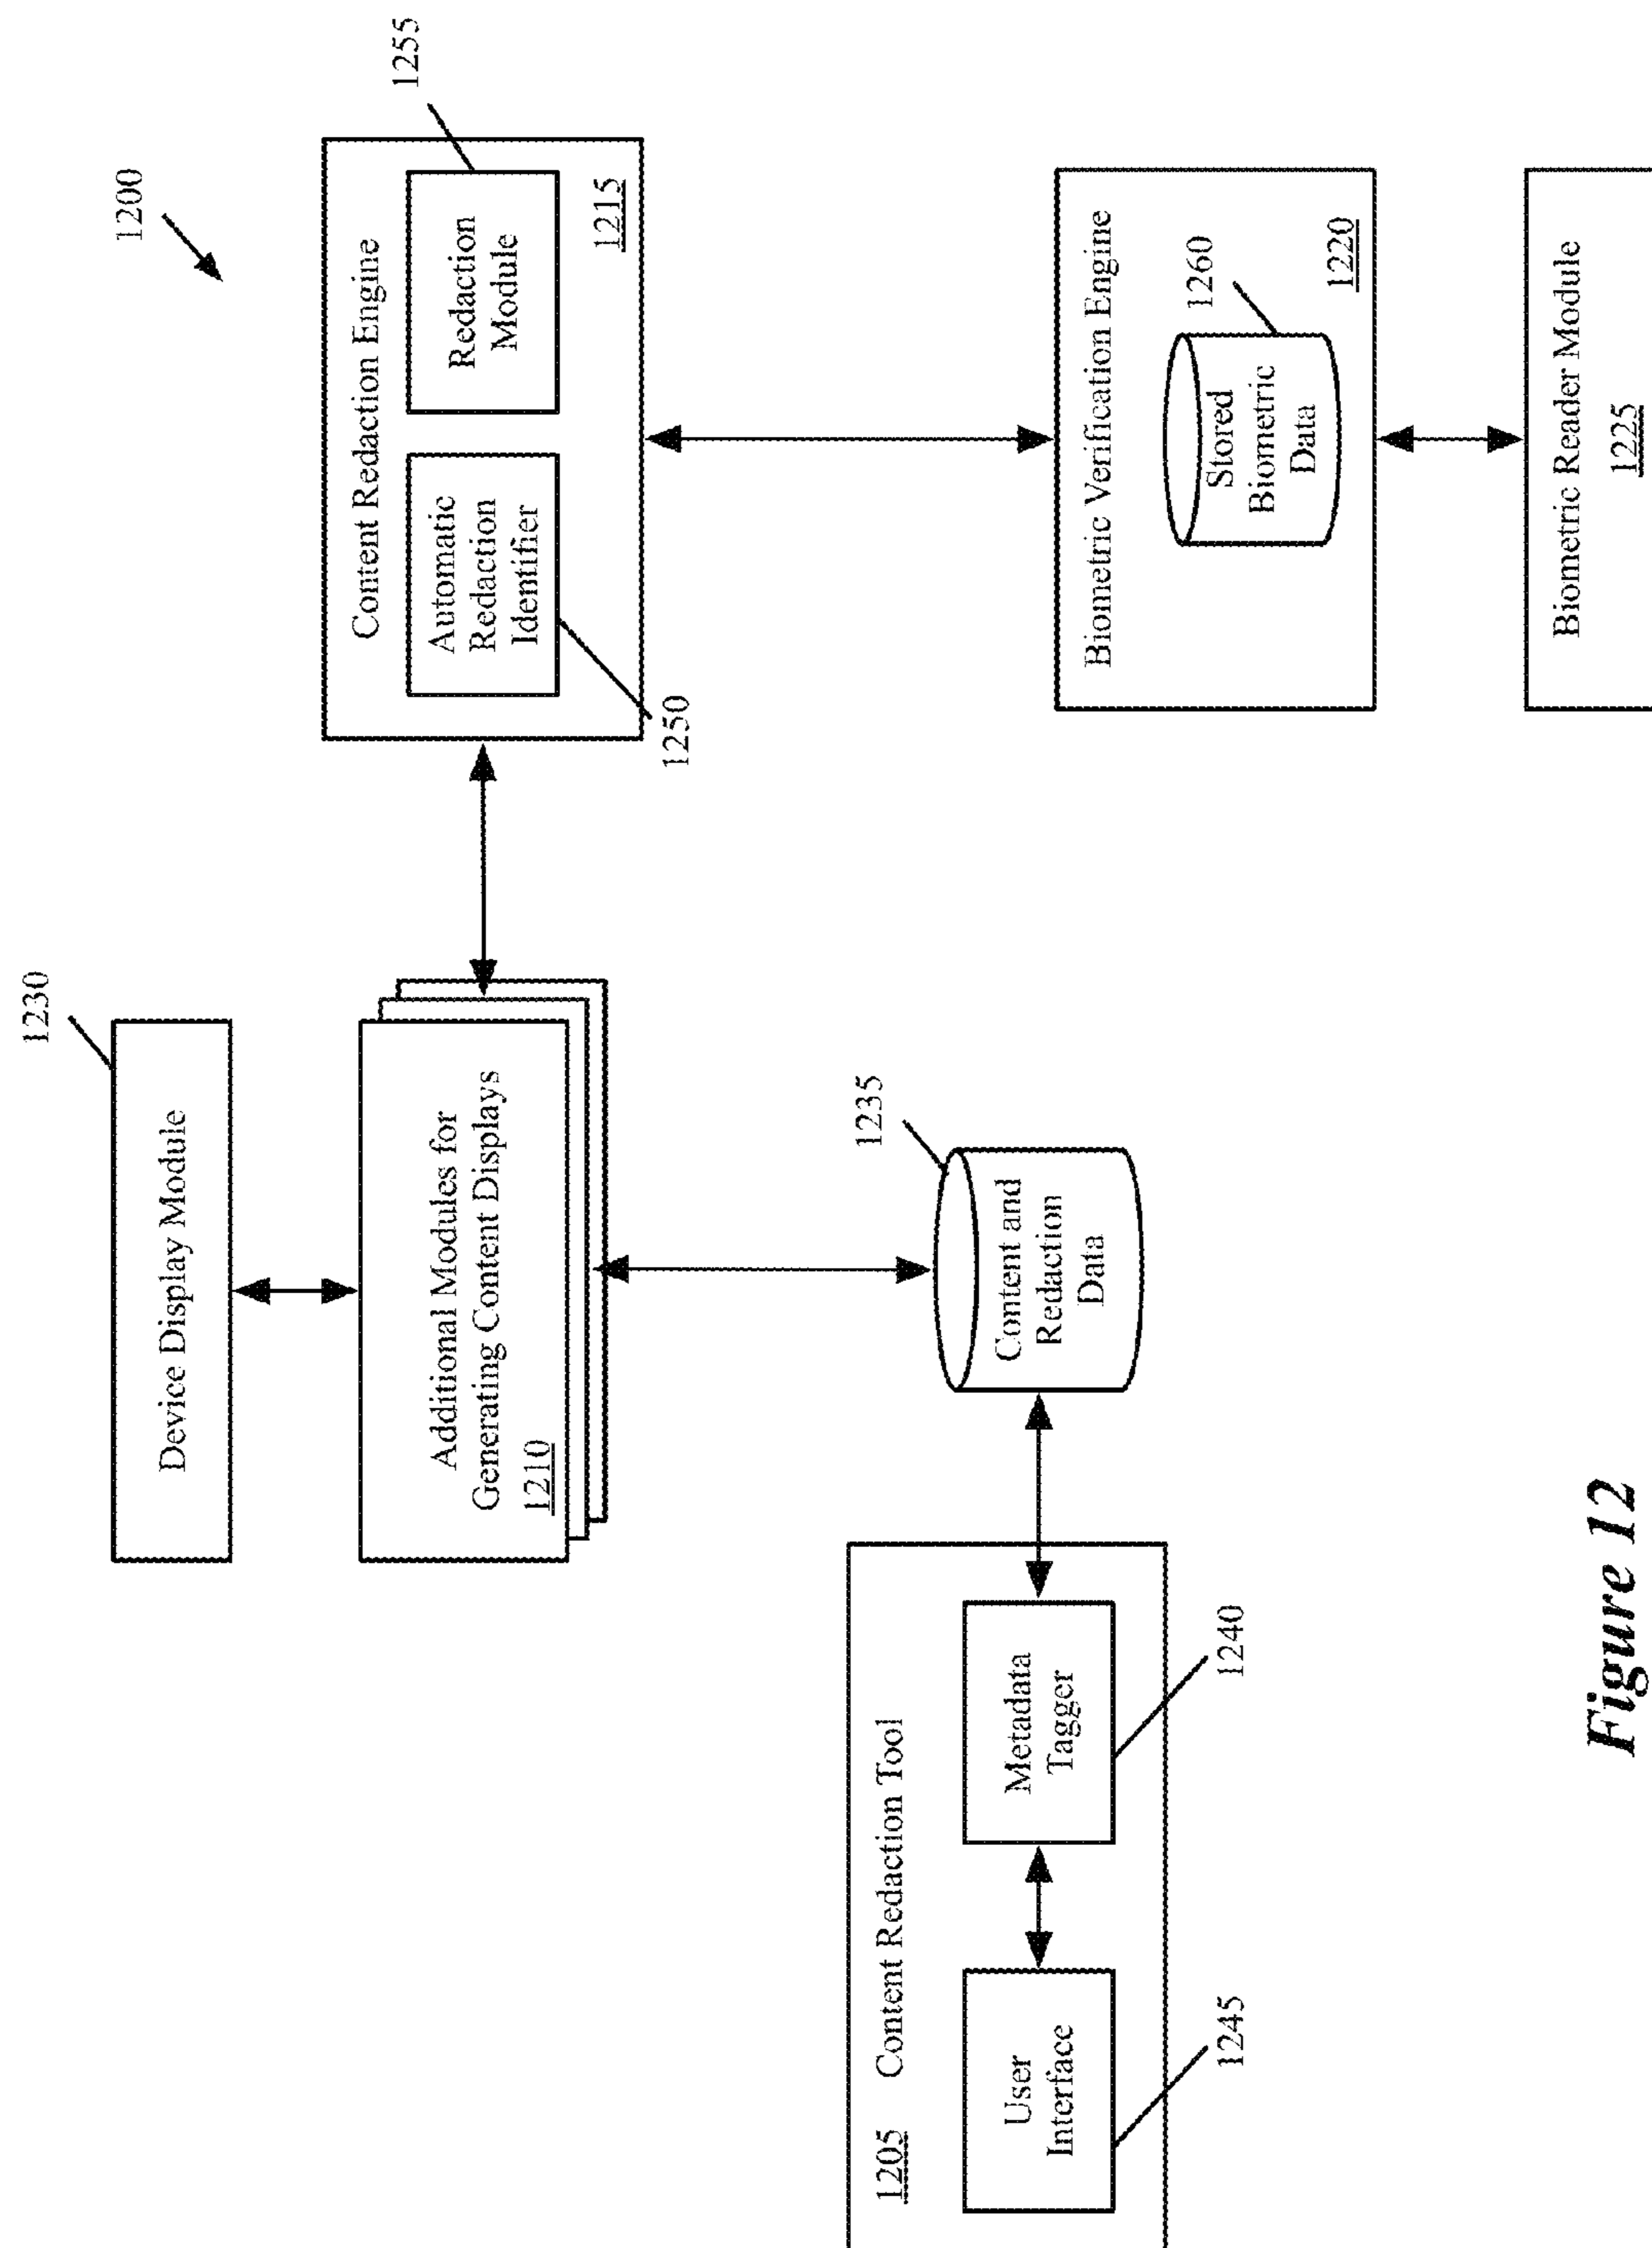 1200
1230
Device Display Module
Additional Modules for
Generating Content Displays
1210
Content Redaction Engine
Automatic
Redaction
Identifier
Redaction
Module
1215
1255
1250
1205 Content Redaction Tool
User
Interface
Metadata
Tagger
1245
1240
1235
Content and
Redaction
Data
Biometric Verification Engine
Stored
Biometric
Data
1260
1220
Biometric Reader Module
1225
Figure 12